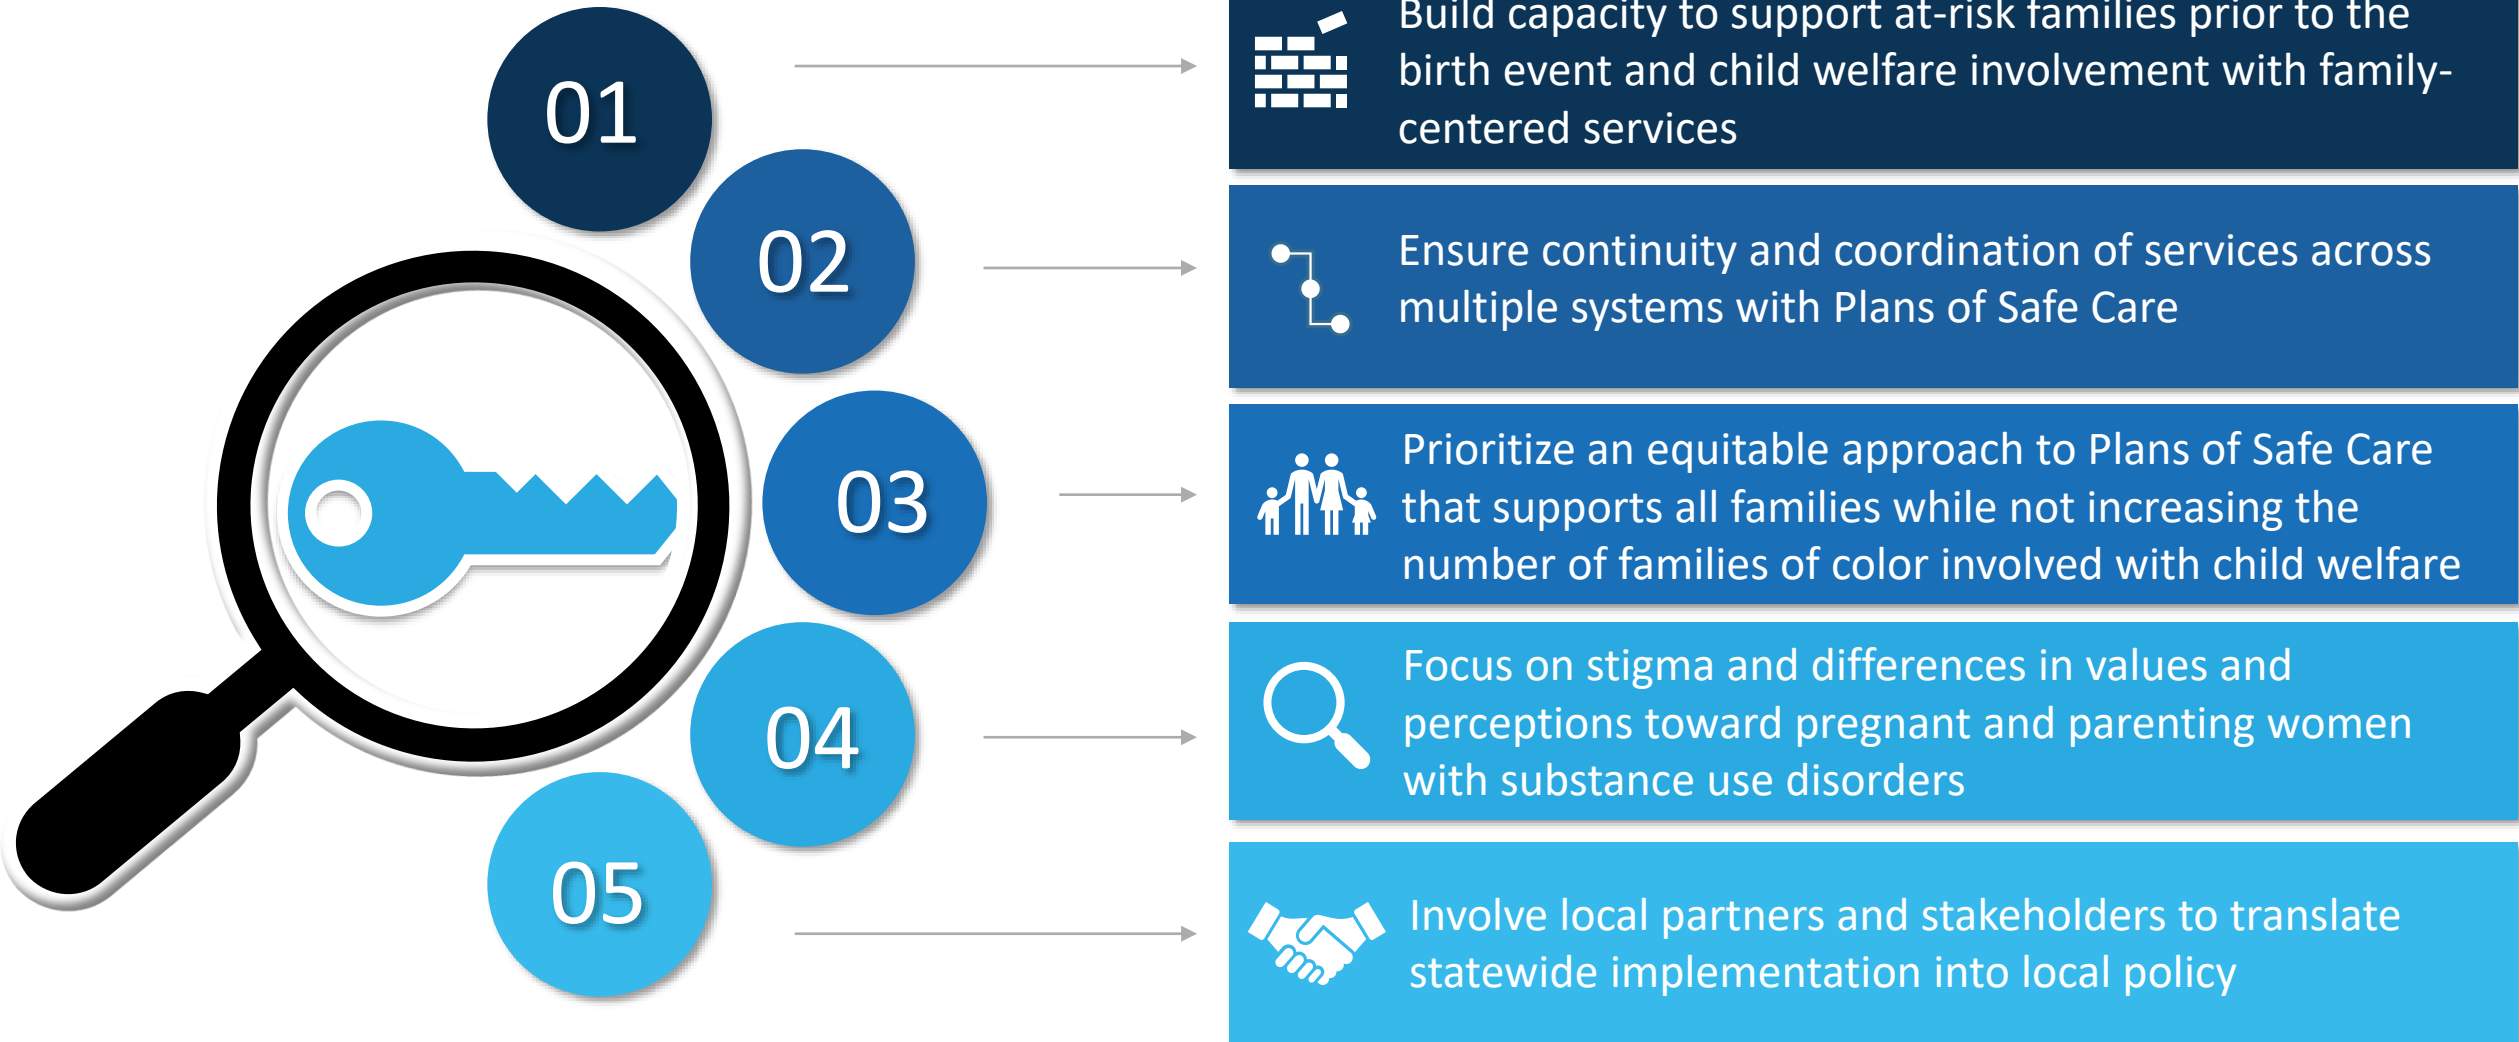 01
Build capacity to support at-risk families prior to the
birth event and child welfare involvement with family-
centered services
02
Ensure continuity and coordination of services across
multiple systems with Plans of Safe Care
03
Prioritize an equitable approach to Plans of Safe Care
that supports all families while not increasing the
number of families of color involved with child welfare
04
Focus on stigma and differences in values and
perceptions toward pregnant and parenting women
with substance use disorders
05
Involve local partners and stakeholders to translate
statewide implementation into local policy